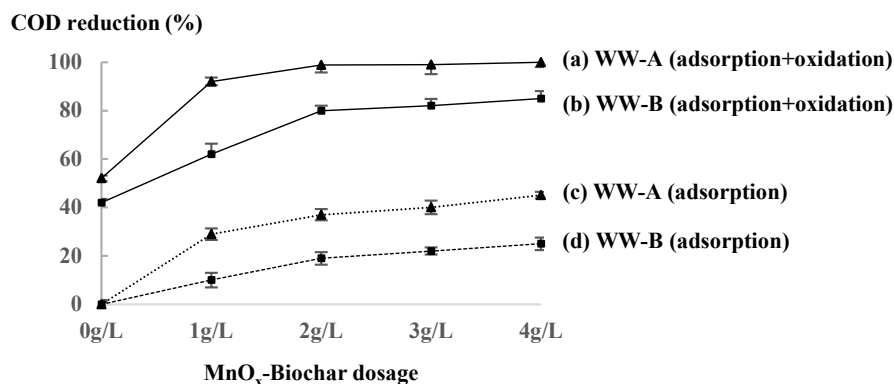 COD reduction (%)
100
80
60
40
20
0
0g/L 1g/L 2g/L 3g/L 4g/L
MnOₓ-Biochar dosage
(a) WW-A (adsorption+oxidation)
(b) WW-B (adsorption+oxidation)
(c) WW-A (adsorption)
(d) WW-B (adsorption)